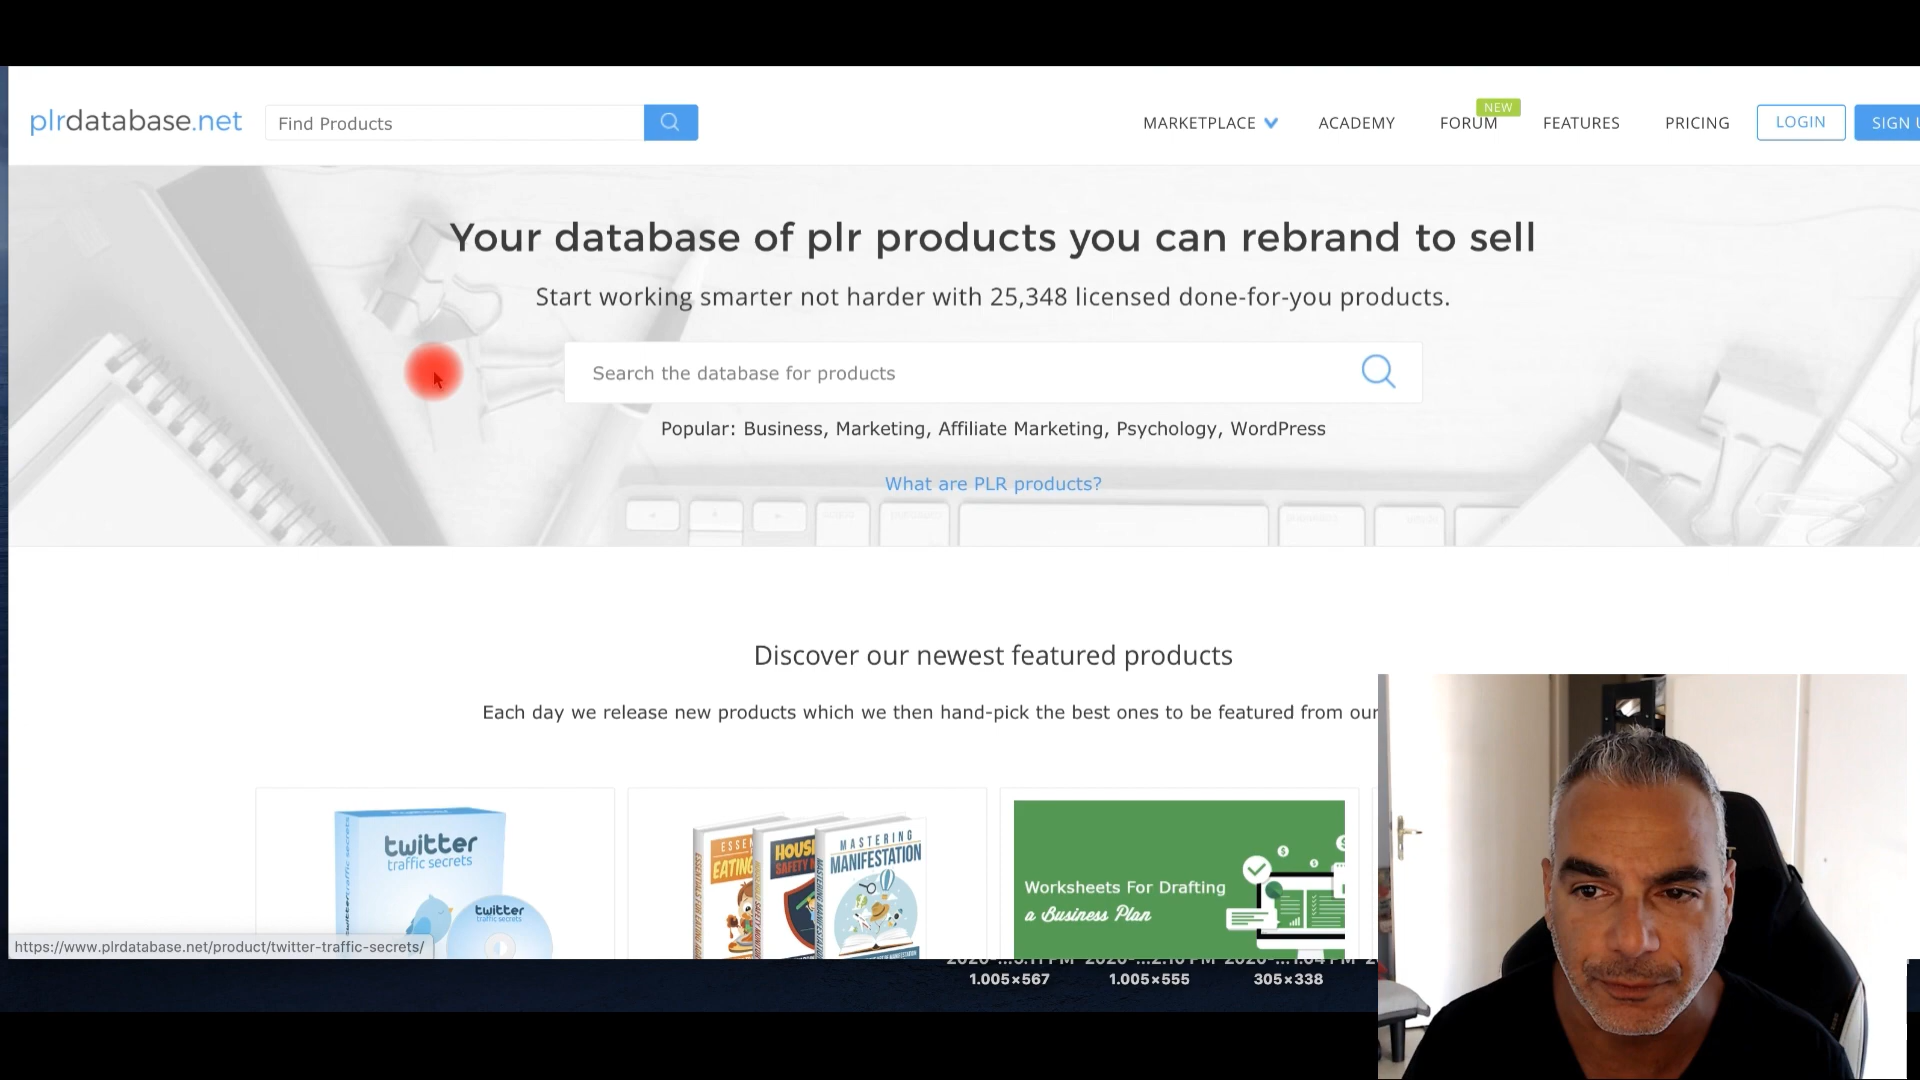 plrdatabase.net
Find Products
MARKETPLACE
ACADEMY
FORUM
NEW
FEATURES
PRICING
LOGIN
SIGN
Your database of plr products you can rebrand to sell
Start working smarter not harder with 25,348 licensed done-for-you products.
Search the database for products
Popular: Business, Marketing, Affiliate Marketing, Psychology, WordPress
What are PLR products?
Discover our newest featured products
Each day we release new products which we then hand-pick the best ones to be featured from our
twitter
traffic secrets
twitter
traffic secrets
EATING
MASTERING
MANIFESTATION
Worksheets For Drafting
a Business Plan
https://www.plrdatabase.net/product/twitter-traffic-secrets/
1.005×567
1.005×555
305×338